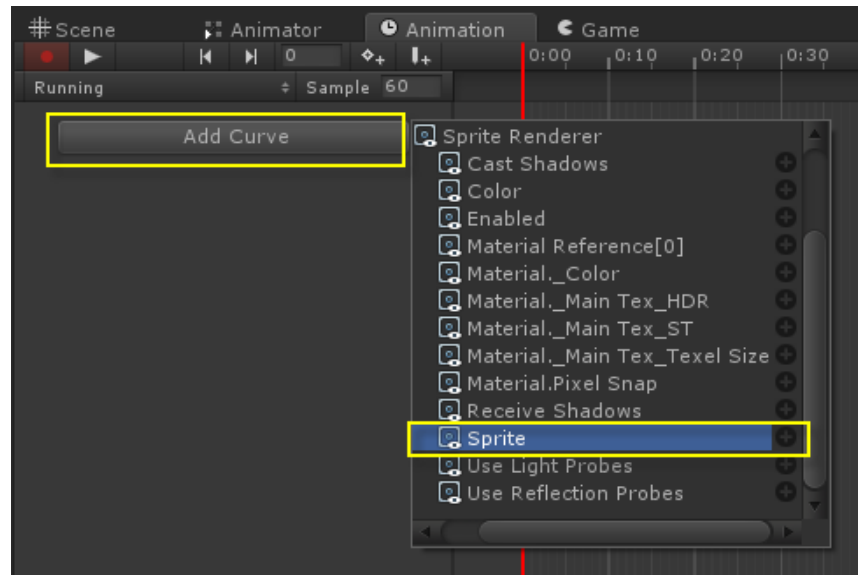 Scene Animator Animation Game
0 0:00 0:10 0:20 0:30
Running Sample 60
Add Curve
Sprite Renderer
Cast Shadows
Color
Enabled
Material Reference[0]
Material._Color
Material._Main Tex_HDR
Material._Main Tex_ST
Material._Main Tex_Texel Size
Material.Pixel Snap
Receive Shadows
Sprite
Use Light Probes
Use Reflection Probes